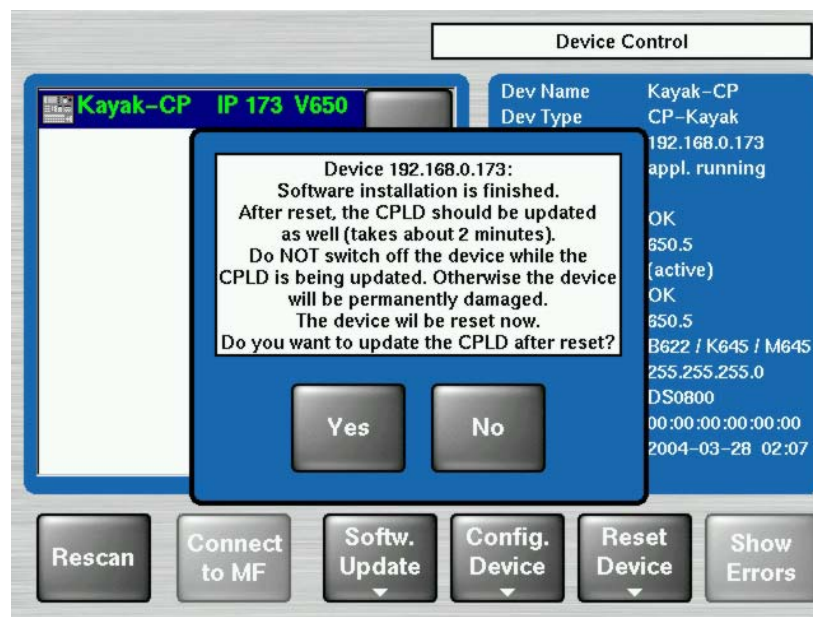 Device Control
Kayak-CP IP 173 V650
Dev Name Kayak-CP
Dev Type CP-Kayak
192.168.0.173
appl. running
OK
650.5
(active)
OK
650.5
B622 / K645 / M645
255.255.255.0
DS0800
00:00:00:00:00:00
2004-03-28 02:07
Device 192.168.0.173:
Software installation is finished.
After reset, the CPLD should be updated
as well (takes about 2 minutes).
Do NOT switch off the device while the
CPLD is being updated. Otherwise the device
will be permanently damaged.
The device wil be reset now.
Do you want to update the CPLD after reset?
Yes No
Rescan
Connect
to MF
Softw.
Update
Config.
Device
Reset
Device
Show
Errors